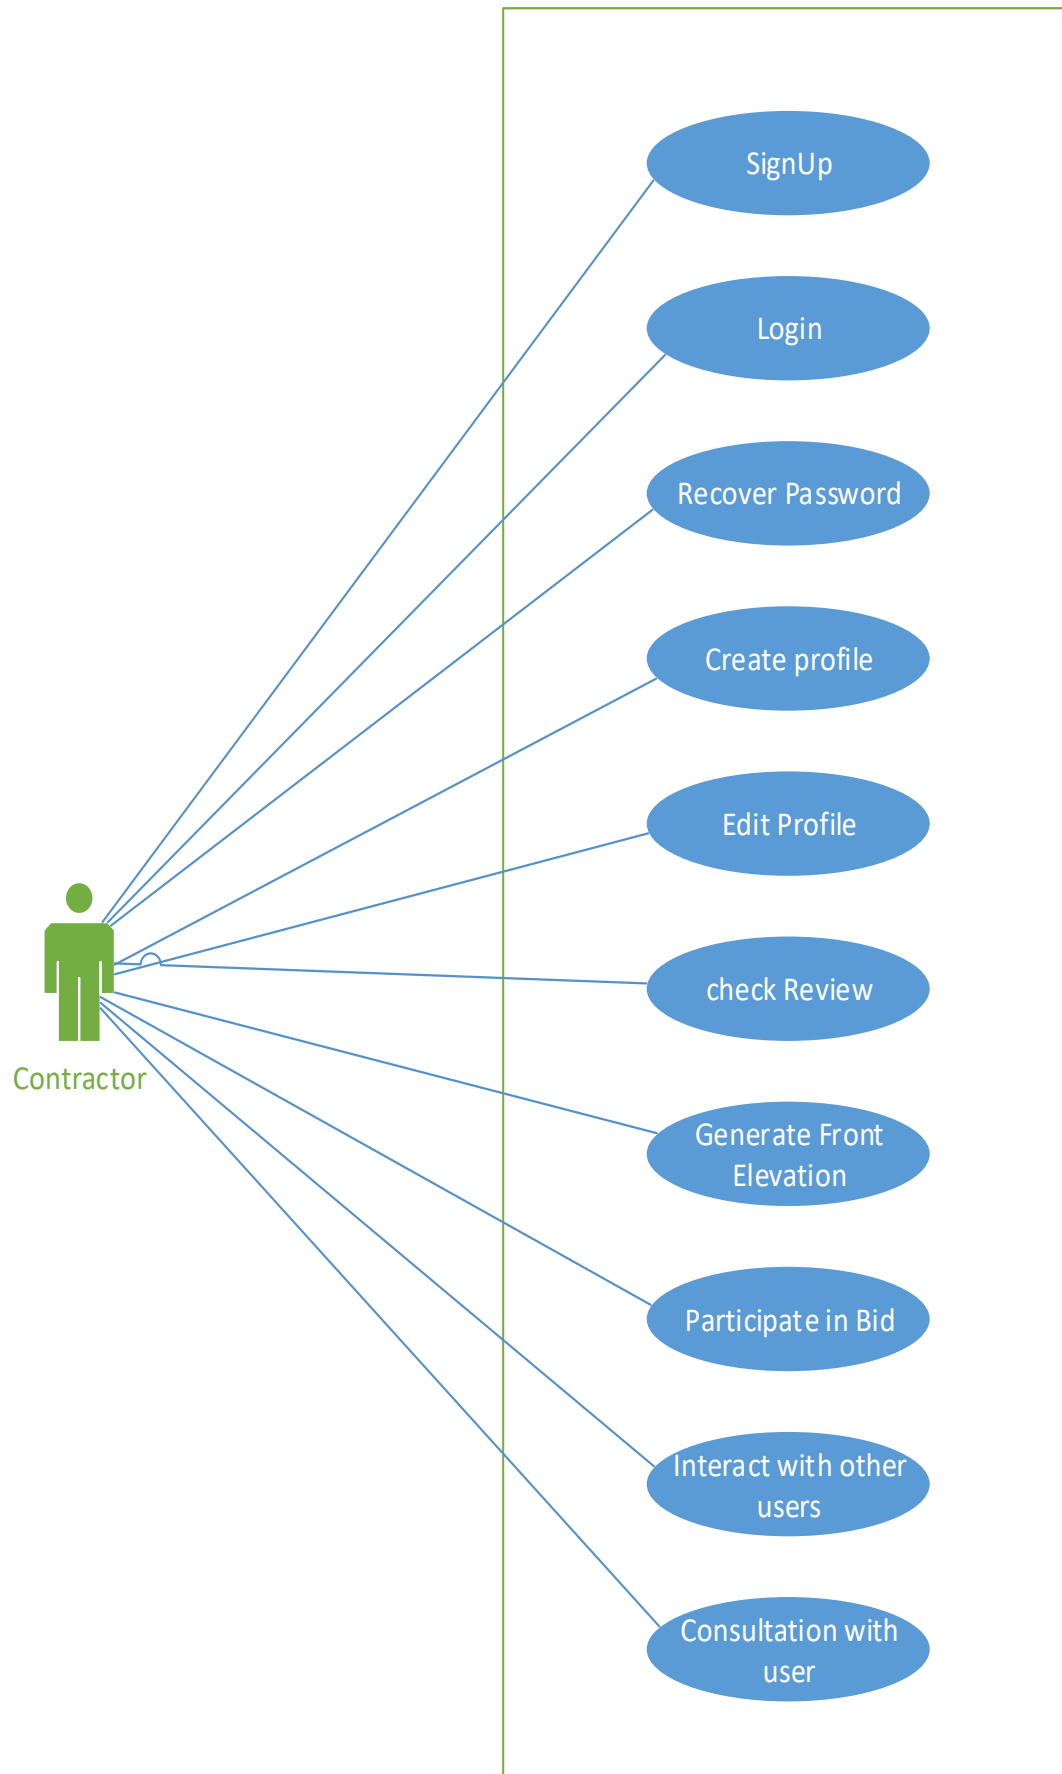 SignUp
Login
Recover Password
Create profile
Edit Profile
check Review
Contractor
Generate Front
Elevation
Participate in Bid
Interact with other
users
Consultation with
user